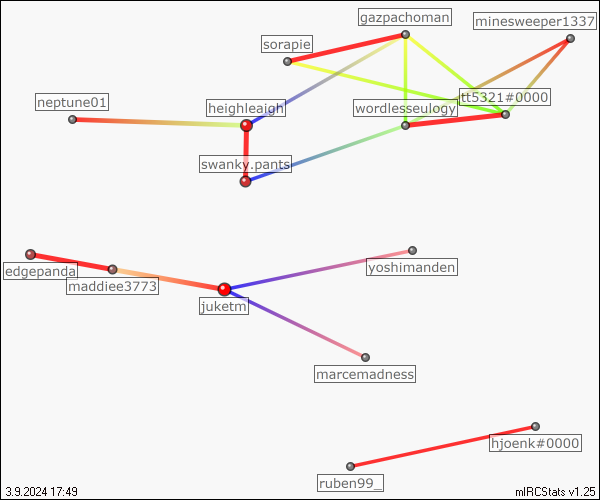 gazpachoman
minesweeper1337
sorapie
neptune01
heighleaigh
wordlesseulogy
tt5321#0000
swanky.pants
edgepanda
maddiee3773
yoshimanden
juketm
marcemadness
hjoenk#0000
ruben99_
3.9.2024 17:49
mIRCStats v1.25